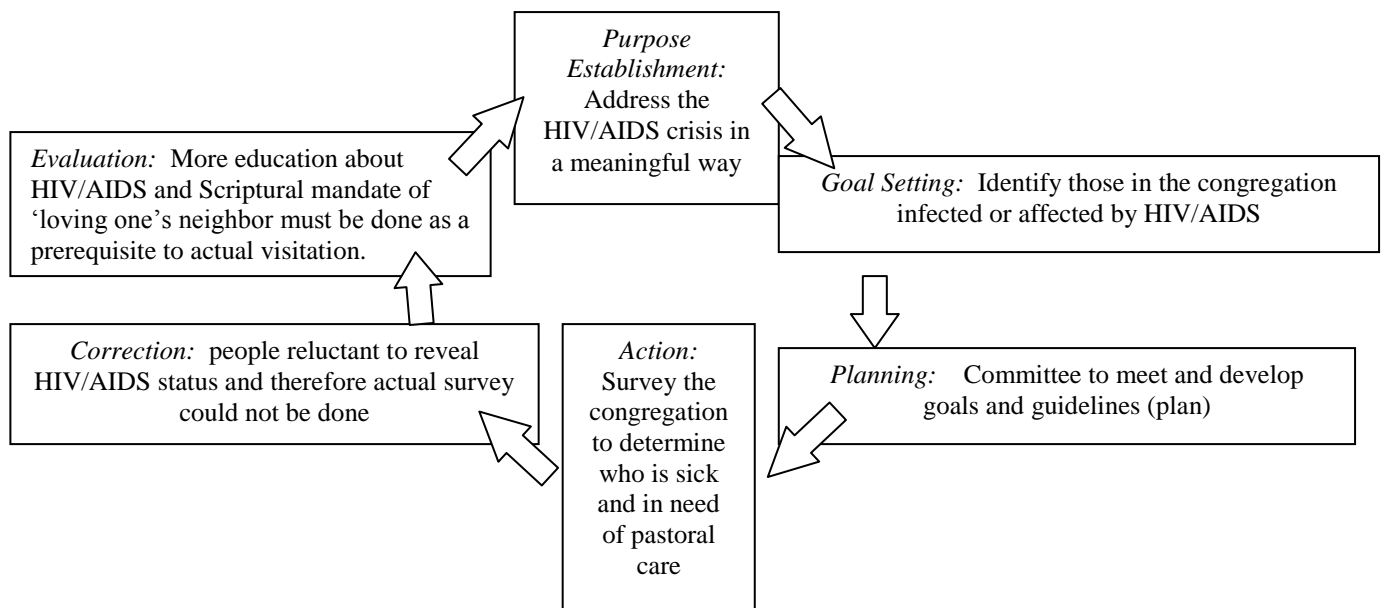 Purpose
Establishment:
Address the
HIV/AIDS crisis in
a meaningful way
Goal Setting: Identify those in the congregation
infected or affected by HIV/AIDS
Planning: Committee to meet and develop
goals and guidelines (plan)
Action:
Survey the
congregation
to determine
who is sick
and in need
of pastoral
care
Correction: people reluctant to reveal
HIV/AIDS status and therefore actual survey
could not be done
Evaluation: More education about
HIV/AIDS and Scriptural mandate of
‘loving one’s neighbor must be done as a
prerequisite to actual visitation.